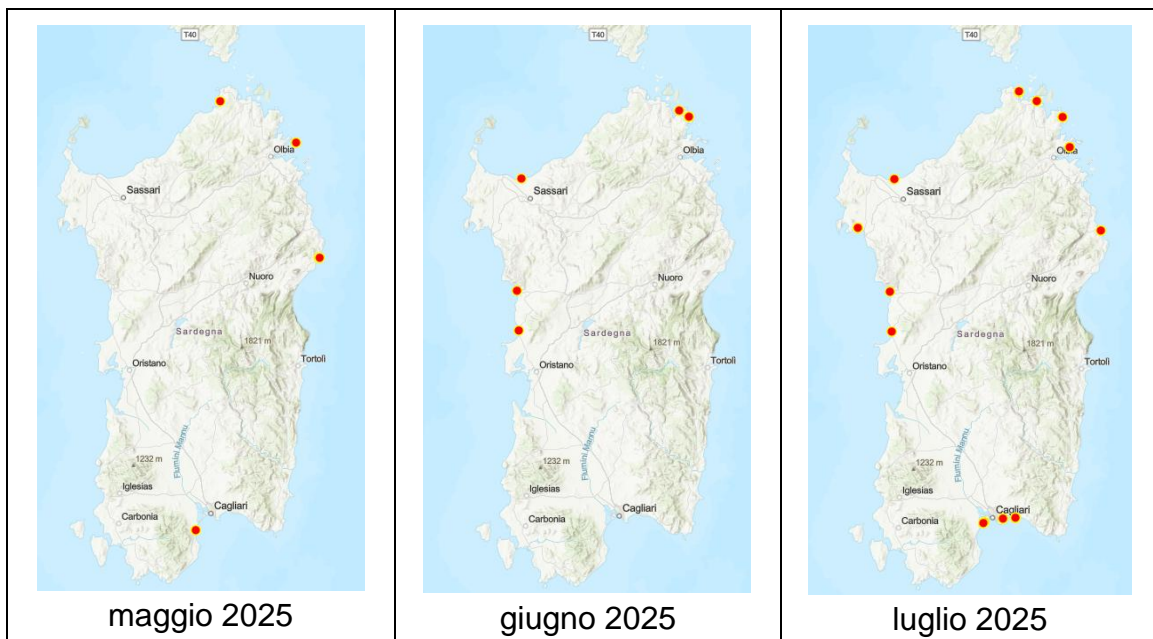 T40
Olbia
Sassari
Nuoro
Sardegna
1821 m
Oristano
Tortolì
Flumini Mannu
1232 m
Iglesias
Cagliari
Carbonia
maggio 2025
T40
Olbia
Sassari
Nuoro
Sardegna
1821 m
Oristano
Tortolì
Flumini Mannu
1232 m
Iglesias
Cagliari
Carbonia
giugno 2025
T40
Olbia
Sassari
Nuoro
Sardegna
1821 m
Oristano
Tortolì
Flumini Mannu
1232 m
Iglesias
Cagliari
Carbonia
luglio 2025